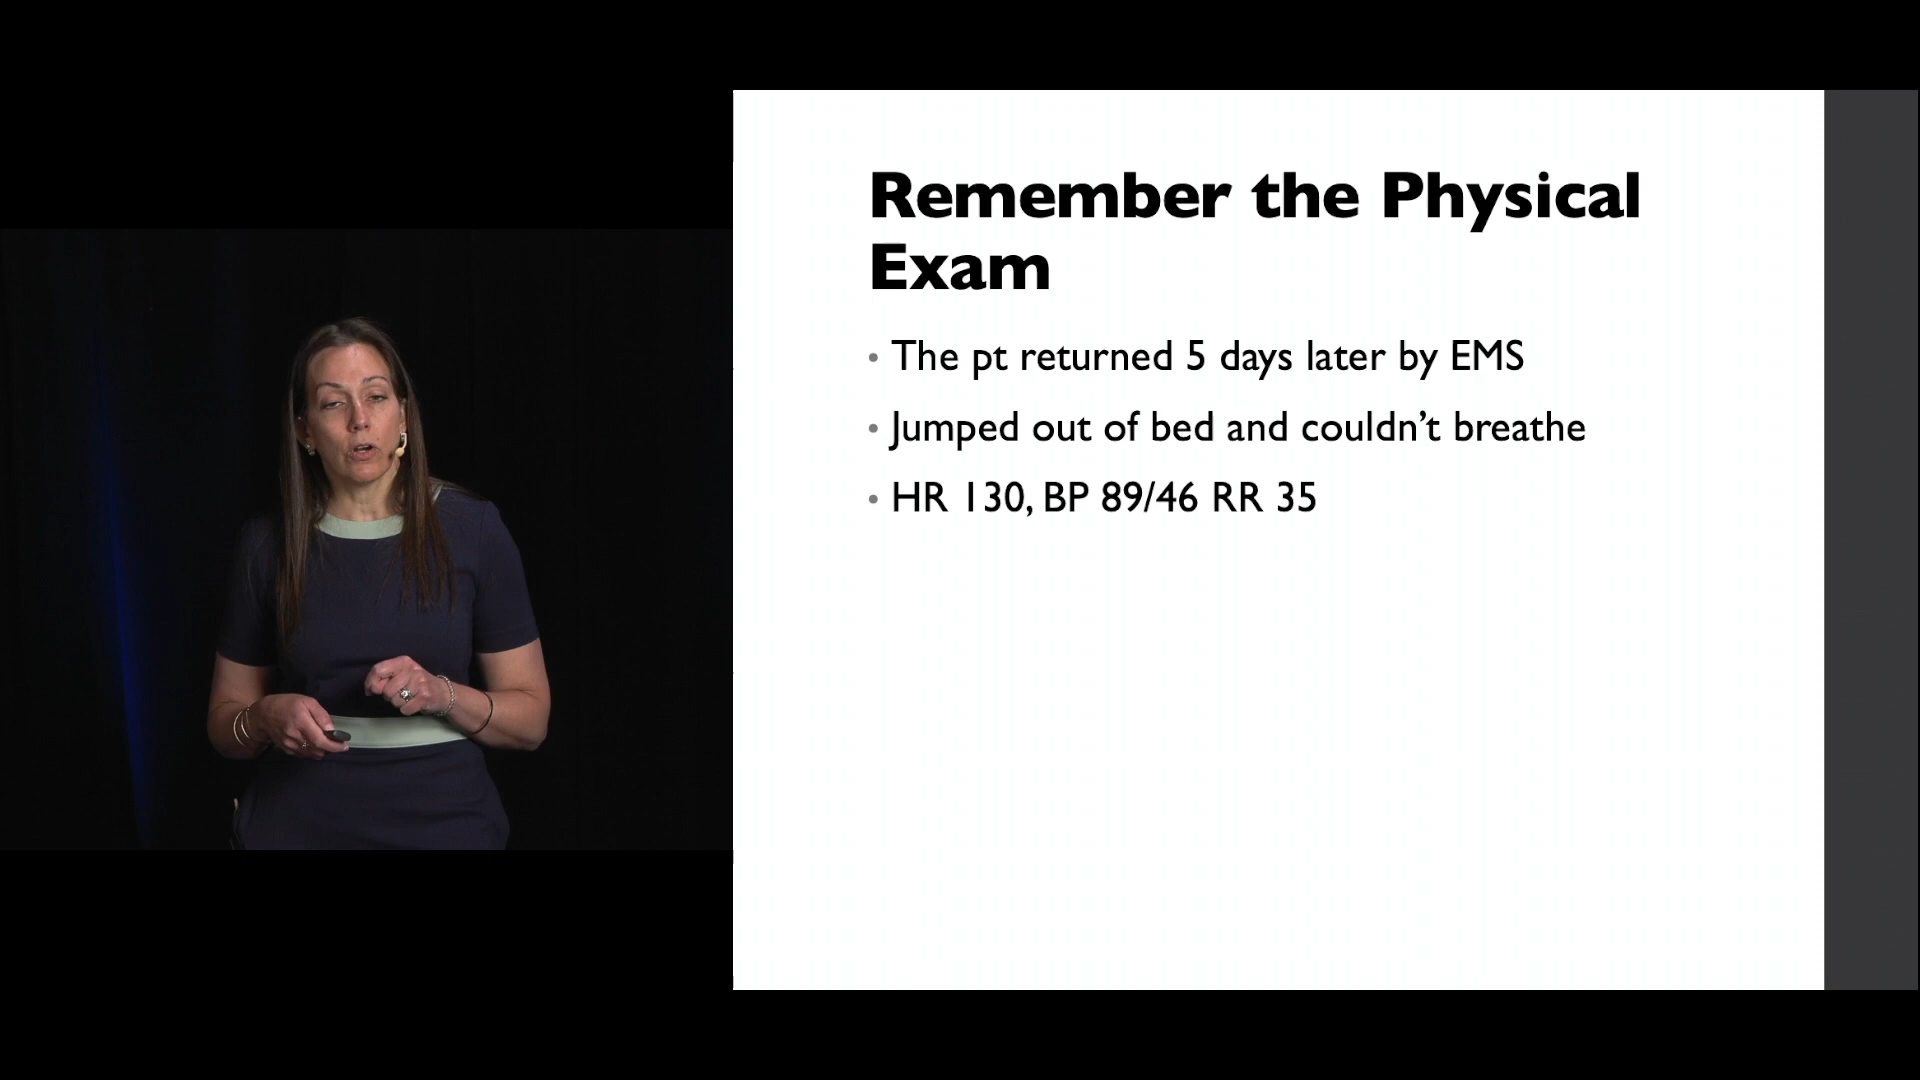 Remember the Physical
Exam
• The pt returned 5 days later by EMS
• Jumped out of bed and couldn’t breathe
• HR 130, BP 89/46 RR 35